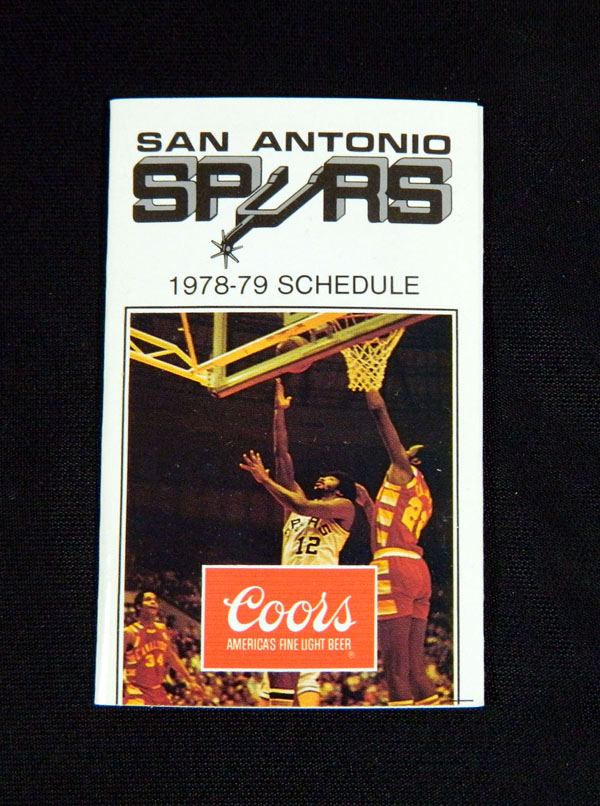 SAN ANTONIO
SPURS
1978-79 SCHEDULE
SPURS
12
34
Coors
AMERICA'S FINE LIGHT BEER
®